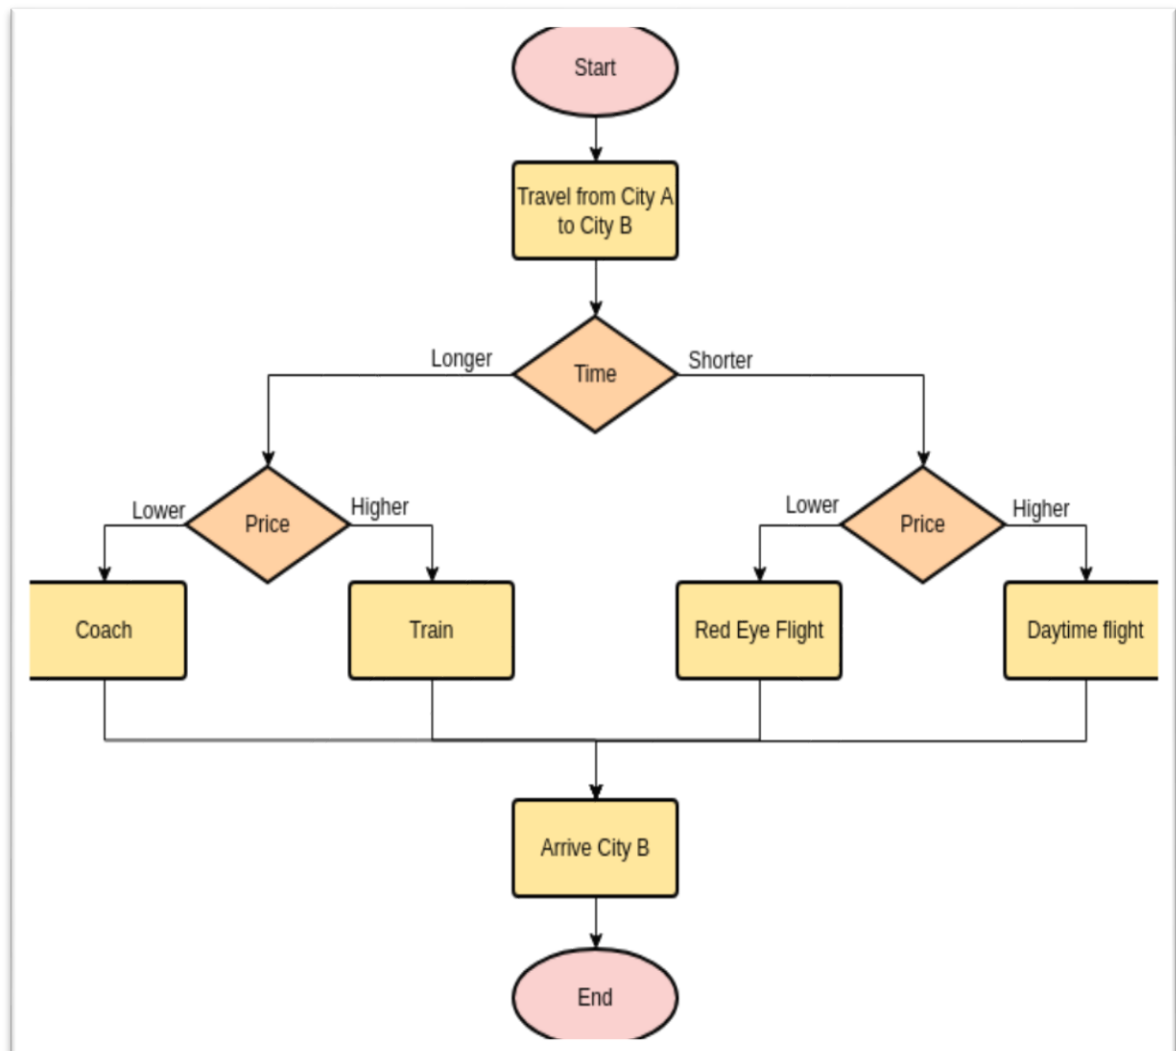 Start
Travel from City A
to City B
Longer
Time
Shorter
Lower
Price
Higher
Lower
Price
Higher
Coach
Train
Red Eye Flight
Daytime flight
Arrive City B
End